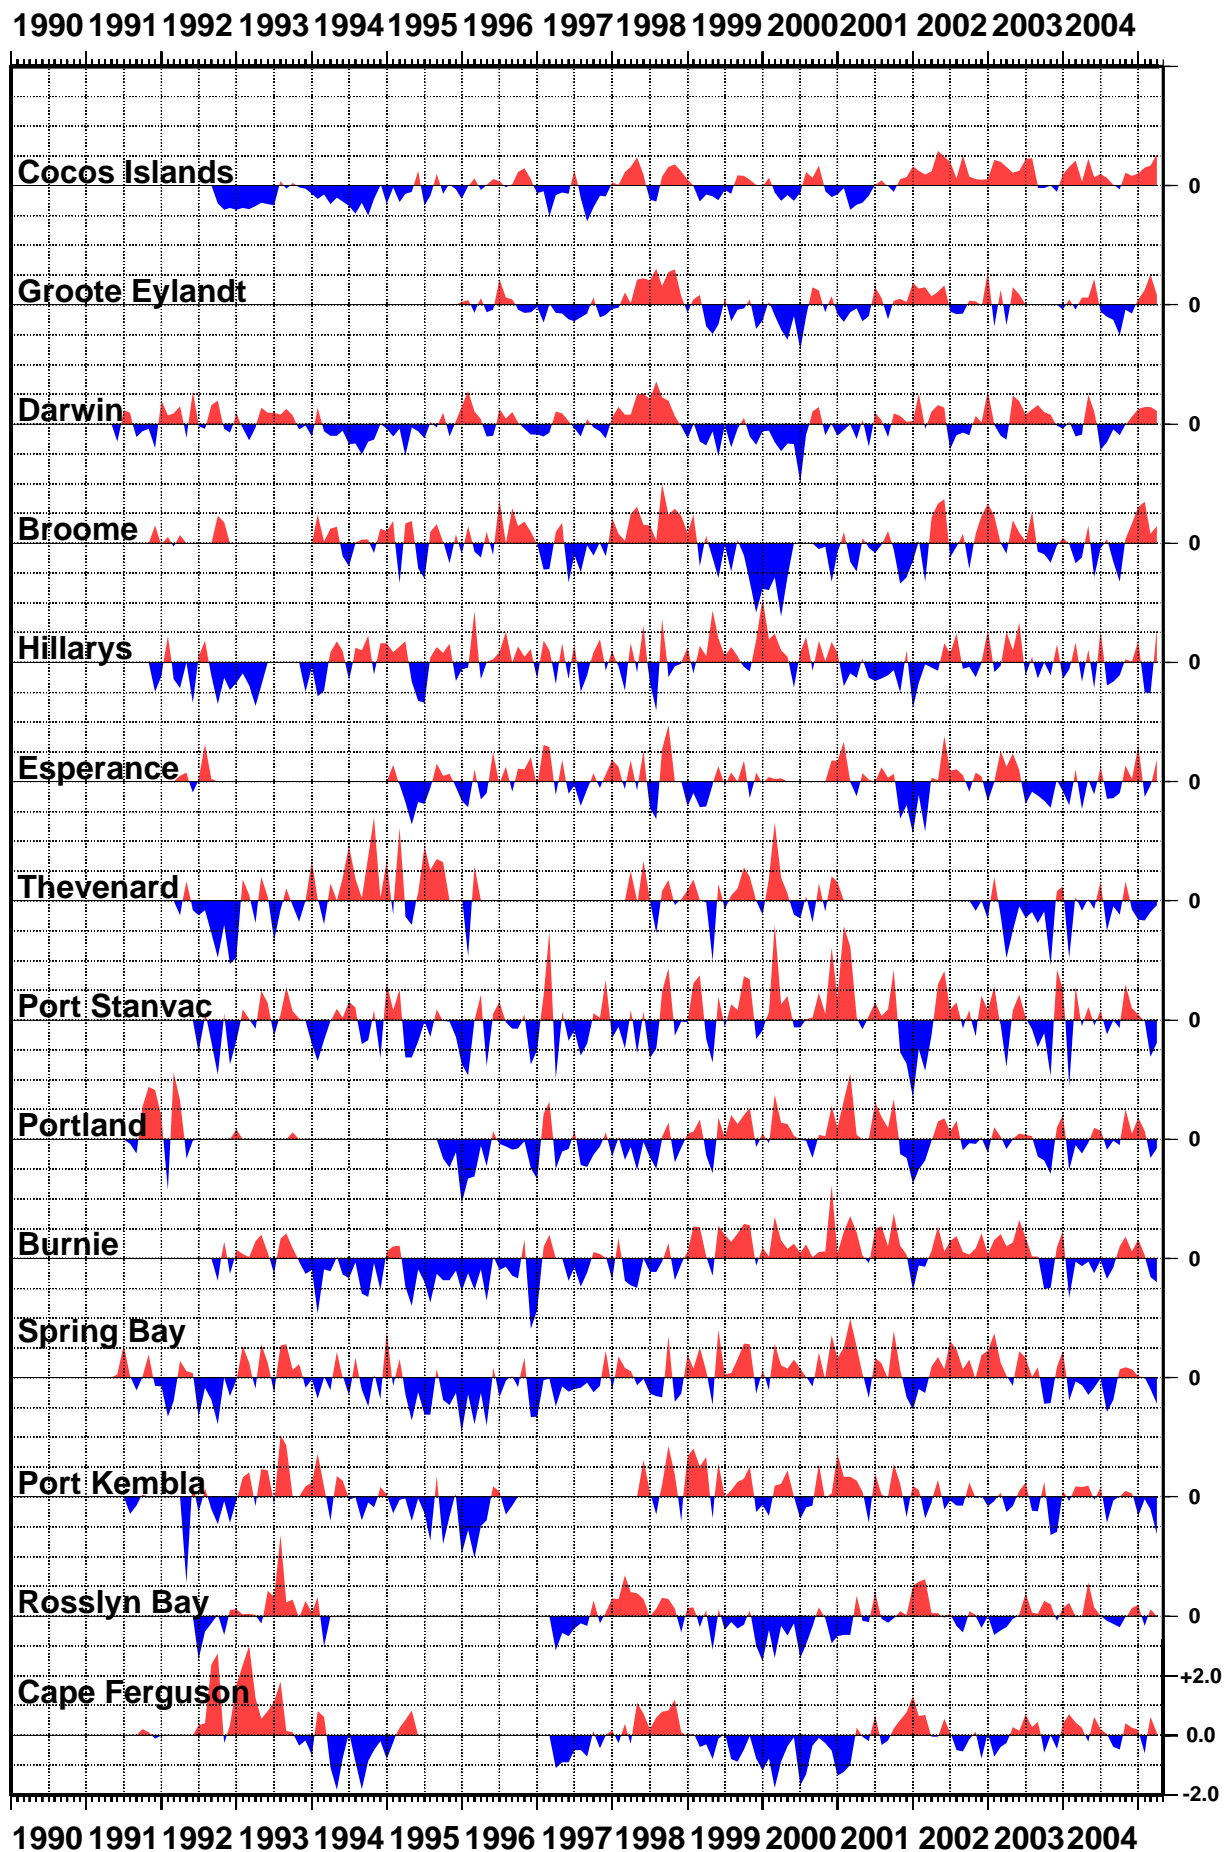 1990 1991 1992 1993 1994 1995 1996 1997 1998 1999 2000 2001 2002 2003 2004
Cocos Islands 0
Groote Eylandt 0
Darwin 0
Broome 0
Hillarys 0
Esperance 0
Thevenard 0
Port Stanvac 0
Portland 0
Burnie 0
Spring Bay 0
Port Kembla 0
Rosslyn Bay 0
+2.0
Cape Ferguson
0.0
-2.0
1990 1991 1992 1993 1994 1995 1996 1997 1998 1999 2000 2001 2002 2003 2004